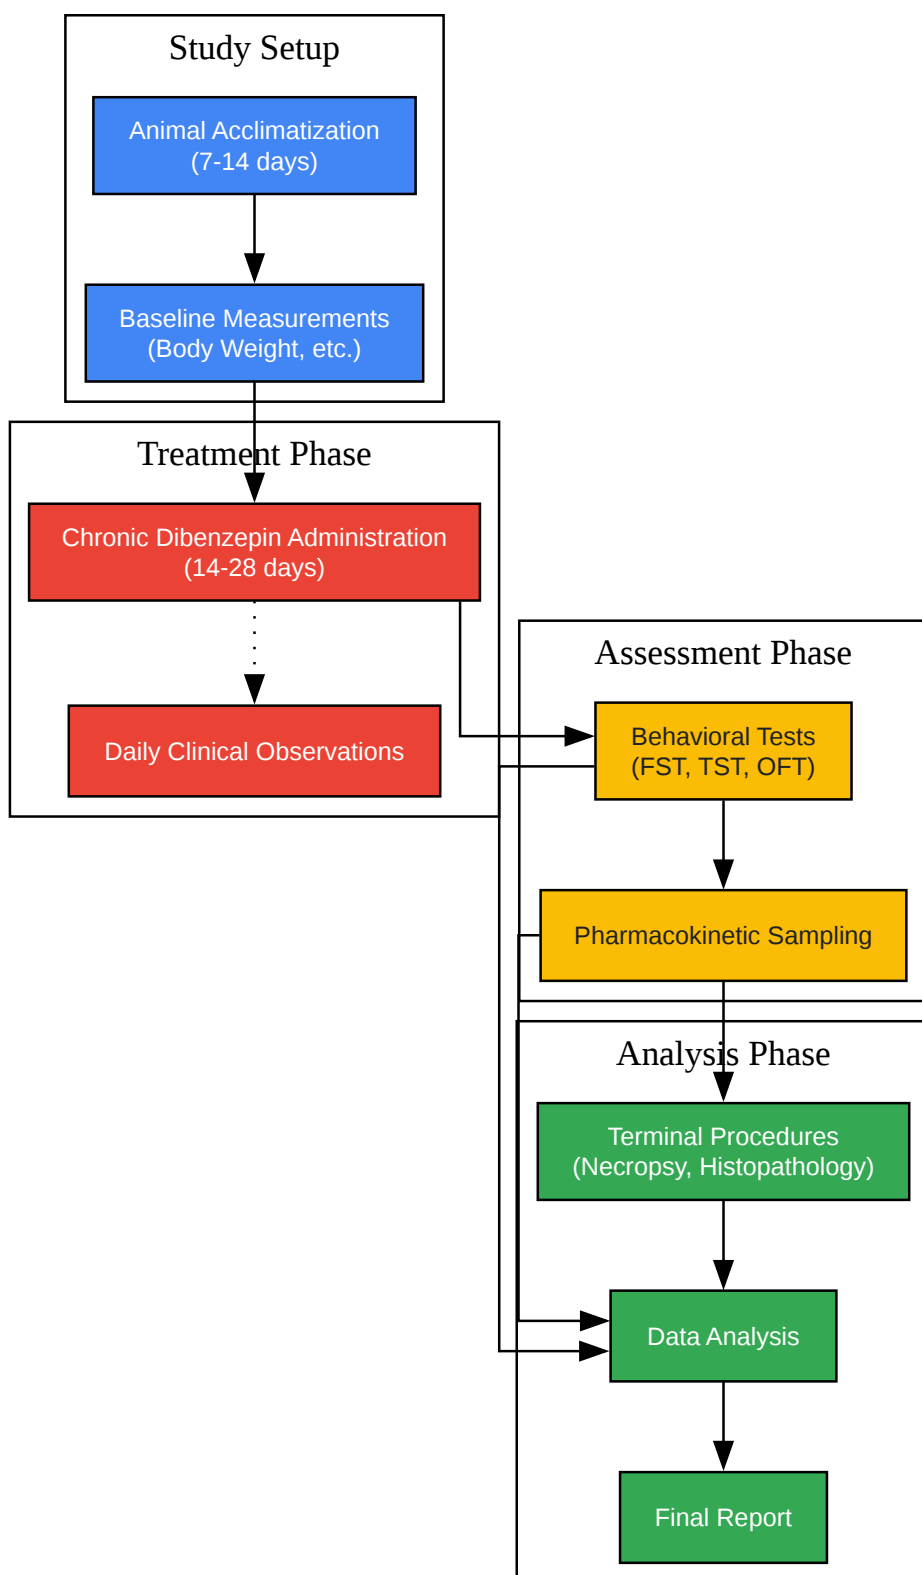 Study Setup
Animal Acclimatization
(7-14 days)
Baseline Measurements
(Body Weight, etc.)
Treatment Phase
Chronic Dibenzepin Administration
(14-28 days)
Daily Clinical Observations
Assessment Phase
Behavioral Tests
(FST, TST, OFT)
Pharmacokinetic Sampling
Analysis Phase
Terminal Procedures
(Necropsy, Histopathology)
Data Analysis
Final Report